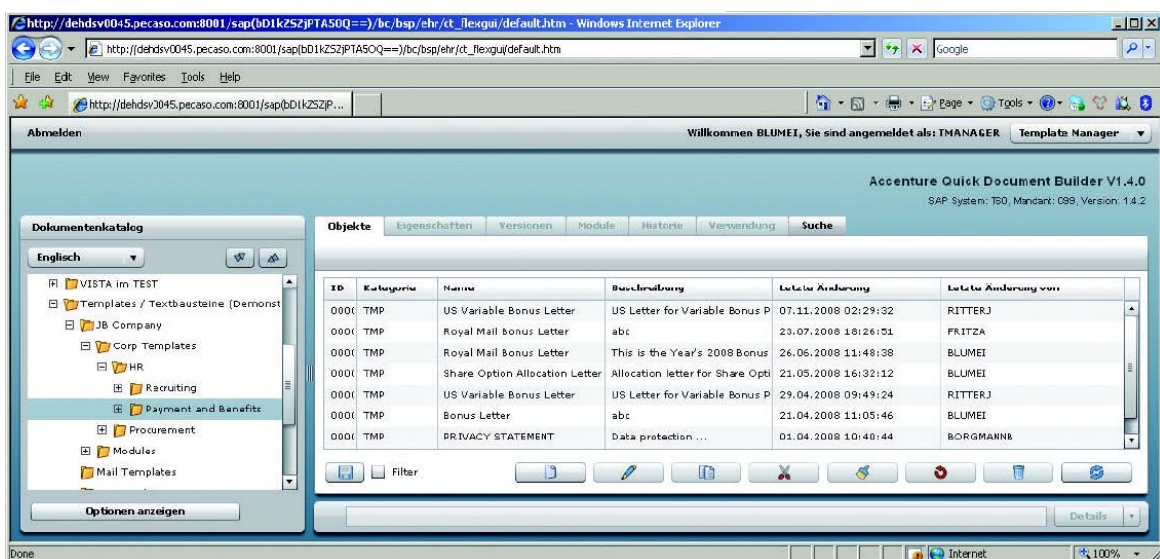 http://dehdsv0045.pecaso.com:8001/sap(bD1kZSZjPTA5OQ==)/bc/bsp/ehr/ct_flexgui/default.htm - Windows Internet Explorer
http://dehdsv0045.pecaso.com:8001/sap(bD1kZSZjPTA5OQ==)/bc/bsp/ehr/ct_flexgui/default.htm Google
File Edit View Favorites Tools Help
http://dehdsv0045.pecaso.com:8001/sap(bD1kZSZjP... Page Tools
Abmelden Willkommen BLUMEI, Sie sind angemeldet als: TMANAGER Template Manager
Accenture Quick Document Builder V1.4.0
SAP System: T50, Mandant: 099, Version: 1.4.2
Dokumentenkatalog
Englisch
VISTA im TEST
Templates / Textbausteine (Demonst
JB Company
Corp Templates
HR
Recruiting
Payment and Benefits
Procurement
Modules
Mail Templates
Optionen anzeigen
Objekte Eigenschaften Versionen Module Historie Verwendung Suche
ID Kategorie Name Beschreibung Letzte Änderung Letzte Änderung von
000( TMP US Variable Bonus Letter US Letter for Variable Bonus P 07.11.2008 02:29:32 RITTERJ
000( TMP Royal Mail Bonus Letter abc 23.07.2008 18:26:51 FRITZA
000( TMP Royal Mail Bonus Letter This is the Year's 2008 Bonus 26.06.2008 11:48:38 BLUMEI
000( TMP Share Option Allocation Letter Allocation letter for Share Opti 21.05.2008 16:32:12 BLUMEI
000( TMP US Variable Bonus Letter US Letter for Variable Bonus P 29.04.2008 09:49:24 RITTERJ
000( TMP Bonus Letter abc 21.04.2008 11:05:46 BLUMEI
000( TMP PRIVACY STATEMENT Data protection ... 01.04.2008 10:40:44 BORGMANNB
Filter
Details
Done Internet 100%